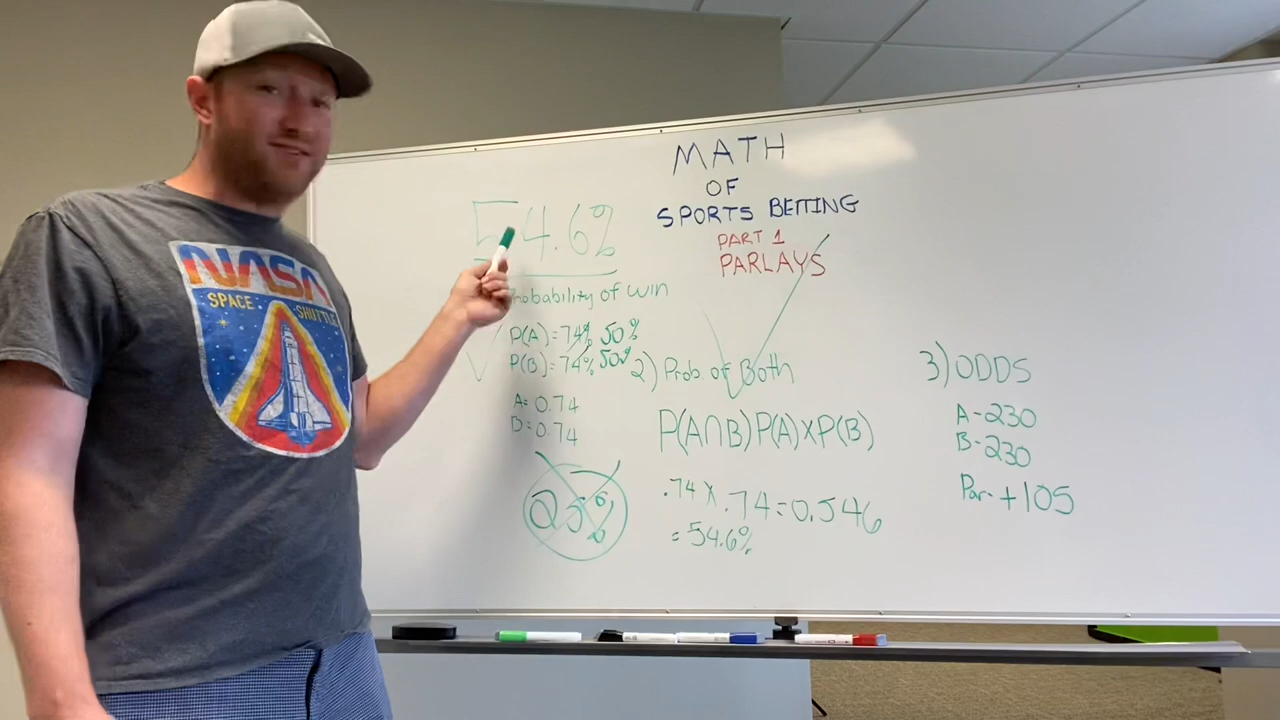 MATH
OF
SPORTS BETTING
PART 1
PARLAYS
54.6%
Probability of win
P(A)=74% 50%
P(B)=74% 50%
A=0.74
B=0.74
25%
2) Prob. of Both
P(A∩B)P(A)XP(B)
.74 X .74=0.546
=54.6%
3) ODDS
A-230
B-230
Par-+105
NASA
SPACE SHUTTLE